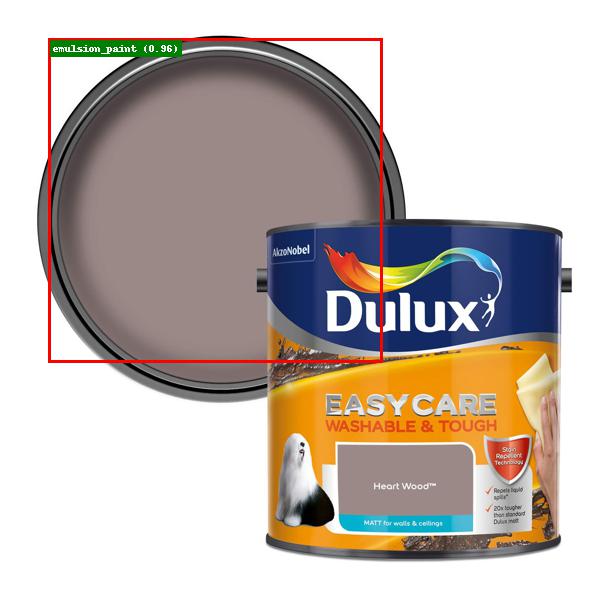 emulsion_paint (0.96)
AkzoNobel
Dulux
EASYCARE
WASHABLE & TOUGH
Stain
Repellent
Technology
Heart Wood™
✓ Repels liquid
spills*
✓ 20x tougher
than standard
Dulux matt
MATT for walls & ceilings